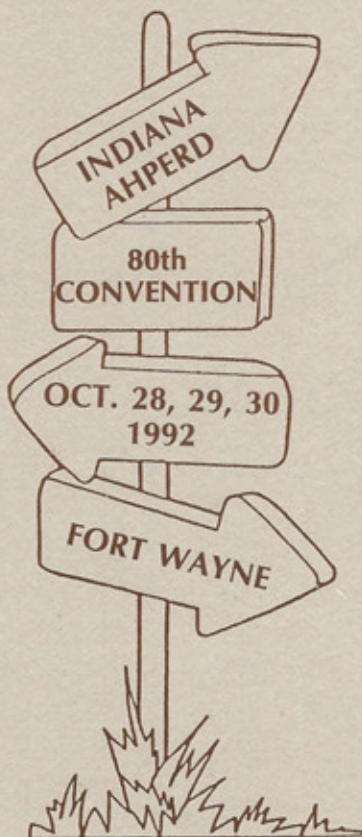 INDIANA
AHPERD
80th
CONVENTION
OCT. 28, 29, 30
1992
FORT WAYNE